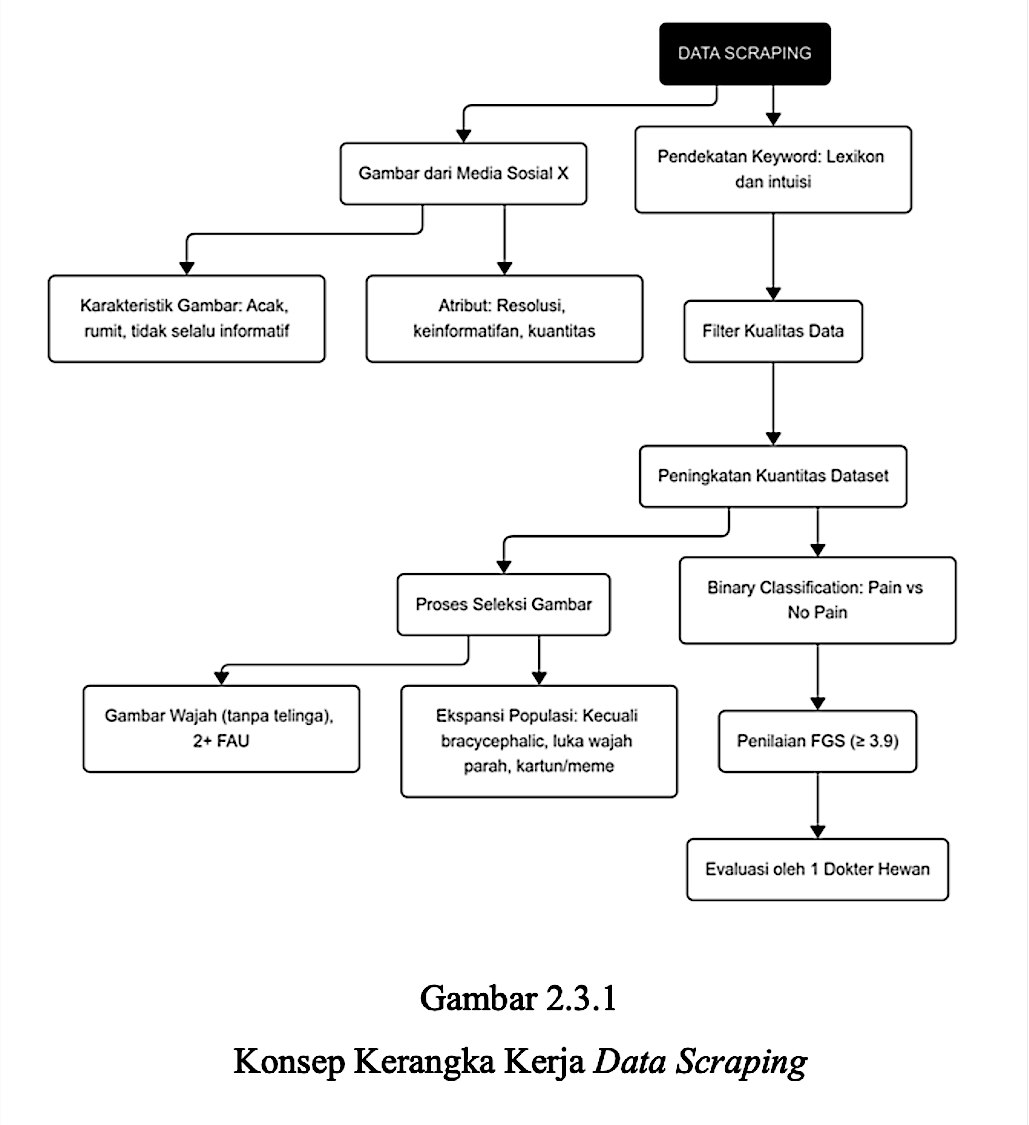 DATA SCRAPING
Gambar dari Media Sosial X
Pendekatan Keyword: Lexikon
dan intuisi
Karakteristik Gambar: Acak,
rumit, tidak selalu informatif
Atribut: Resolusi,
keinformatifan, kuantitas
Filter Kualitas Data
Peningkatan Kuantitas Dataset
Proses Seleksi Gambar
Binary Classification: Pain vs
No Pain
Gambar Wajah (tanpa telinga),
2+ FAU
Ekspansi Populasi: Kecuali
bracycephalic, luka wajah
parah, kartun/meme
Penilaian FGS (≥ 3.9)
Evaluasi oleh 1 Dokter Hewan
Gambar 2.3.1
Konsep Kerangka Kerja Data Scraping